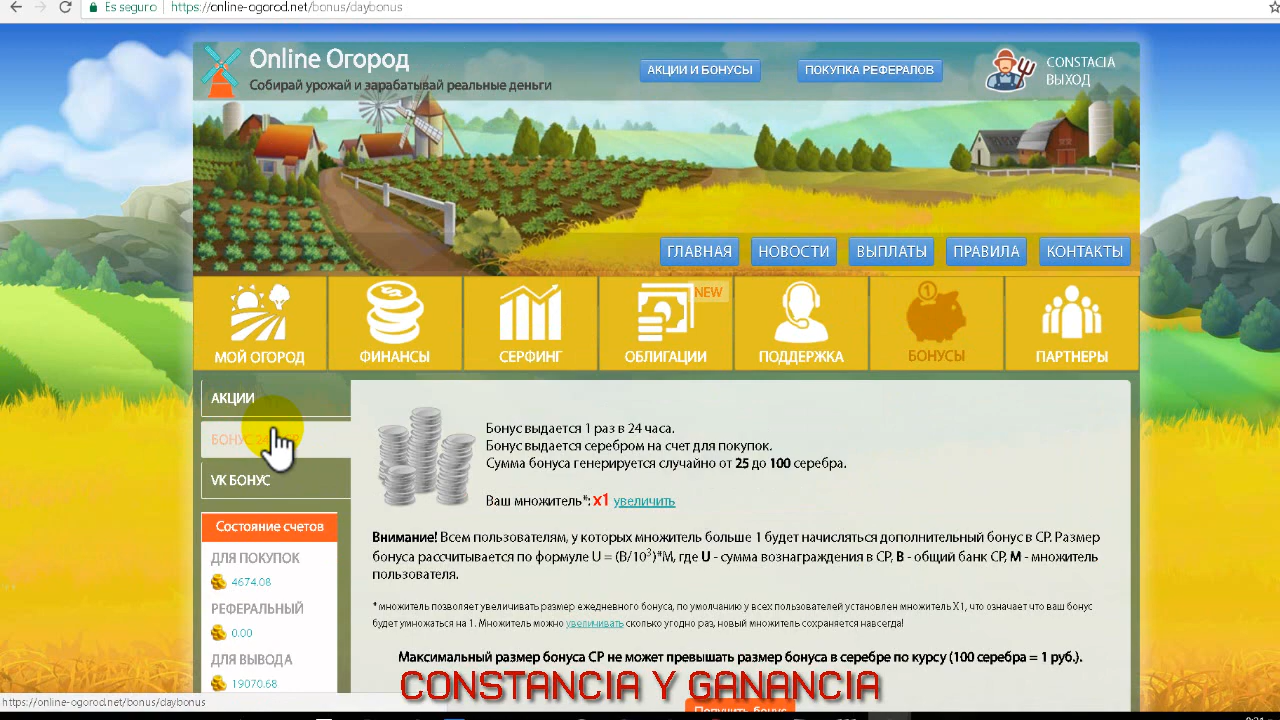 Es seguro | https://online-ogorod.net/bonus/daybonus
Online Огород
Собирай урожай и зарабатывай реальные деньги
АКЦИИ И БОНУСЫ
ПОКУПКА РЕФЕРАЛОВ
CONSTACIA
ВЫХОД
ГЛАВНАЯ
НОВОСТИ
ВЫПЛАТЫ
ПРАВИЛА
КОНТАКТЫ
NEW
МОЙ ОГОРОД
ФИНАНСЫ
СЕРФИНГ
ОБЛИГАЦИИ
ПОДДЕРЖКА
БОНУСЫ
ПАРТНЕРЫ
АКЦИИ
VK БОНУС
Состояние счетов
ДЛЯ ПОКУПОК
4674.08
РЕФЕРАЛЬНЫЙ
0.00
ДЛЯ ВЫВОДА
19070.68
Бонус выдается 1 раз в 24 часа.
Бонус выдается серебром на счет для покупок.
Сумма бонуса генерируется случайно от 25 до 100 серебра.
Ваш множитель*: x1 увеличить
Внимание! Всем пользователям, у которых множитель больше 1 будет начисляться дополнительный бонус в СР. Размер
бонуса рассчитывается по формуле U = (B/10³)*M, где U - сумма вознаграждения в СР, B - общий банк СР, M - множитель
пользователя.
* множитель позволяет увеличивать размер ежедневного бонуса, по умолчанию у всех пользователей установлен множитель X1, что означает что ваш бонус
будет умножаться на 1. Множитель можно увеличивать сколько угодно раз, новый множитель сохраняется навсегда!
Максимальный размер бонуса СР не может превышать размер бонуса в серебре по курсу (100 серебра = 1 руб.).
CONSTANCIA Y GANANCIA
https://online-ogorod.net/bonus/daybonus